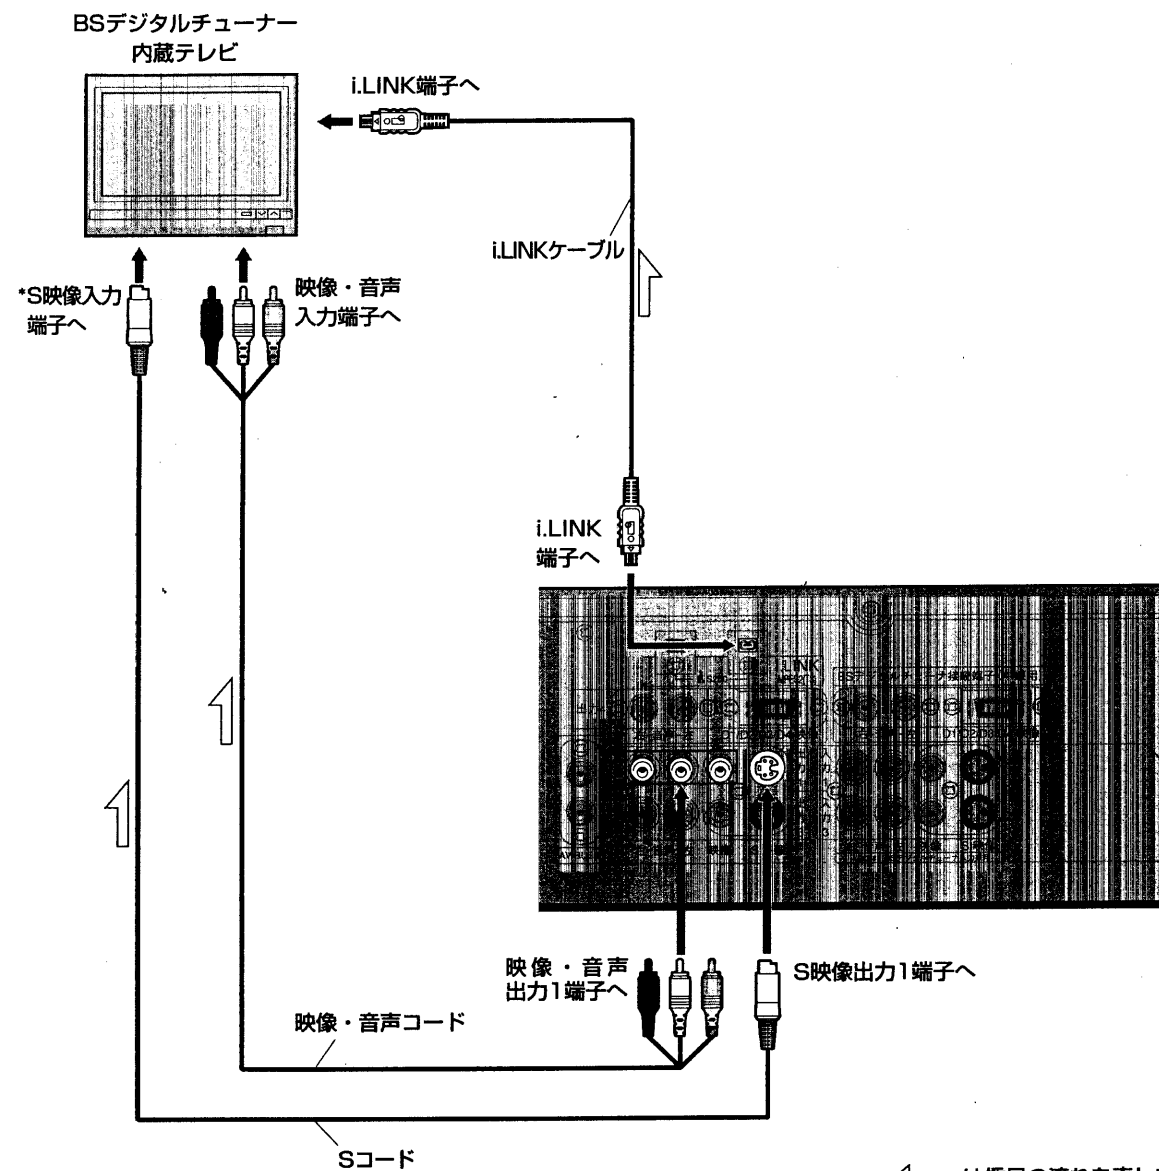 BSデジタルチューナー
内蔵テレビ
i.LINK端子へ
i.LINKケーブル
*S映像入力
端子へ
映像・音声
入力端子へ
i.LINK
端子へ
i.LINK
映像・音声
出力1端子へ
S映像出力1端子へ
映像・音声コード
Sコード